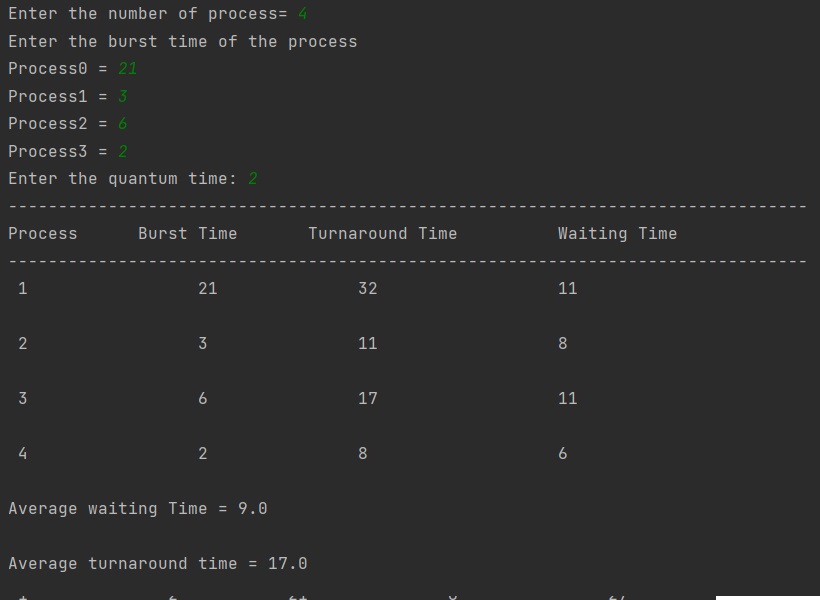 Enter the number of process= 4
Enter the burst time of the process
Process0 = 21
Process1 = 3
Process2 = 6
Process3 = 2
Enter the quantum time: 2
--------------------------------------------------------------------------------
Process      Burst Time       Turnaround Time          Waiting Time
--------------------------------------------------------------------------------
 1                 21              32                  11
 2                 3               11                  8
 3                 6               17                  11
 4                 2               8                   6
Average waiting Time = 9.0
Average turnaround time = 17.0